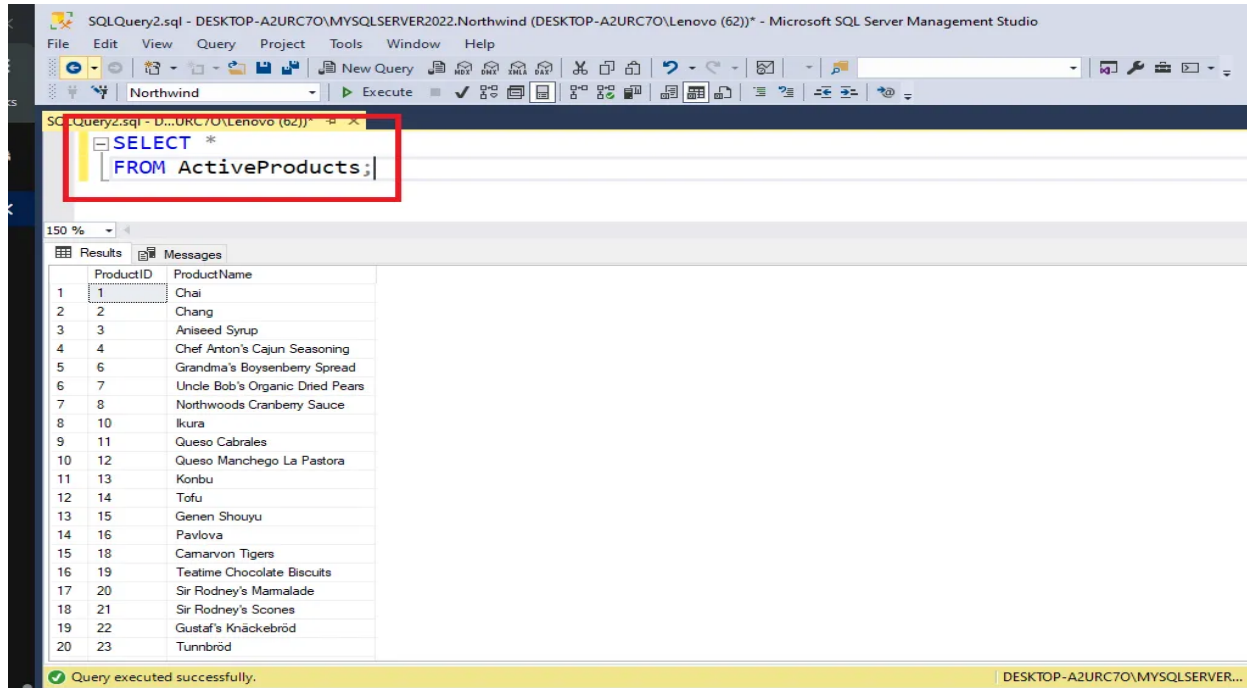 SQLQuery2.sql - DESKTOP-A2URC7O\MYSQLSERVER2022.Northwind (DESKTOP-A2URC7O\Lenovo (62))* - Microsoft SQL Server Management Studio
File Edit View Query Project Tools Window Help
New Query
Northwind Execute
SQLQuery2.sql - D...URC7O\Lenovo (62))*
SELECT *
FROM ActiveProducts;
150 %
Results Messages
ProductID ProductName
1 1 Chai
2 2 Chang
3 3 Aniseed Syrup
4 4 Chef Anton's Cajun Seasoning
5 6 Grandma's Boysenberry Spread
6 7 Uncle Bob's Organic Dried Pears
7 8 Northwoods Cranberry Sauce
8 10 Ikura
9 11 Queso Cabrales
10 12 Queso Manchego La Pastora
11 13 Konbu
12 14 Tofu
13 15 Genen Shouyu
14 16 Pavlova
15 18 Carnarvon Tigers
16 19 Teatime Chocolate Biscuits
17 20 Sir Rodney's Marmalade
18 21 Sir Rodney's Scones
19 22 Gustaf's Knäckebröd
20 23 Tunnbröd
Query executed successfully. DESKTOP-A2URC7O\MYSQLSERVER...